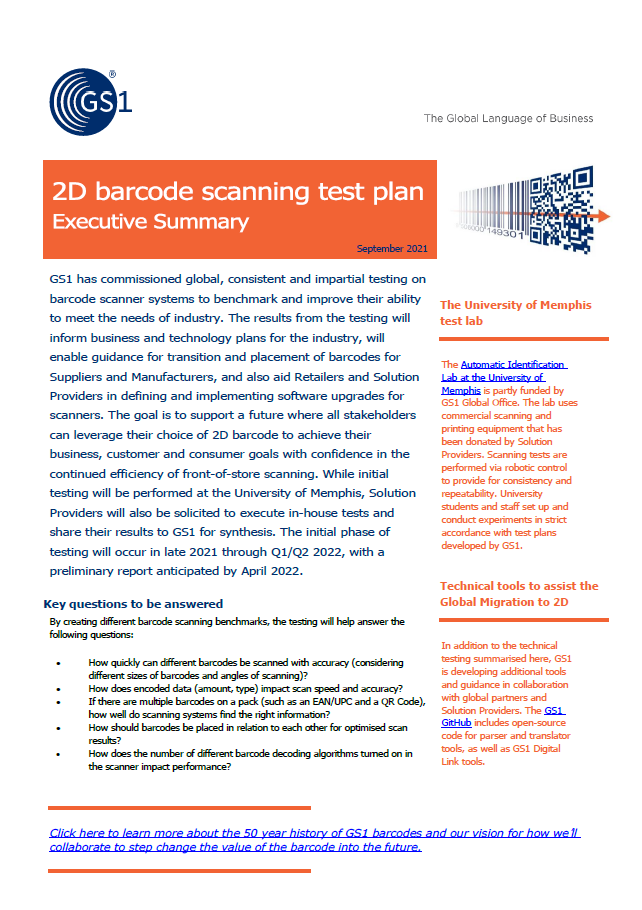 GS1
®
The Global Language of Business
2D barcode scanning test plan
Executive Summary
September 2021
149301
GS1 has commissioned global, consistent and impartial testing on
barcode scanner systems to benchmark and improve their ability
to meet the needs of industry. The results from the testing will
inform business and technology plans for the industry, will
enable guidance for transition and placement of barcodes for
Suppliers and Manufacturers, and also aid Retailers and Solution
Providers in defining and implementing software upgrades for
scanners. The goal is to support a future where all stakeholders
can leverage their choice of 2D barcode to achieve their
business, customer and consumer goals with confidence in the
continued efficiency of front-of-store scanning. While initial
testing will be performed at the University of Memphis, Solution
Providers will also be solicited to execute in-house tests and
share their results to GS1 for synthesis. The initial phase of
testing will occur in late 2021 through Q1/Q2 2022, with a
preliminary report anticipated by April 2022.
Key questions to be answered
By creating different barcode scanning benchmarks, the testing will help answer the
following questions:
• How quickly can different barcodes be scanned with accuracy (considering
different sizes of barcodes and angles of scanning)?
• How does encoded data (amount, type) impact scan speed and accuracy?
• If there are multiple barcodes on a pack (such as an EAN/UPC and a QR Code),
how well do scanning systems find the right information?
• How should barcodes be placed in relation to each other for optimised scan
results?
• How does the number of different barcode decoding algorithms turned on in
the scanner impact performance?
The University of Memphis
test lab
The Automatic Identification
Lab at the University of
Memphis is partly funded by
GS1 Global Office. The lab uses
commercial scanning and
printing equipment that has
been donated by Solution
Providers. Scanning tests are
performed via robotic control
to provide for consistency and
repeatability. University
students and staff set up and
conduct experiments in strict
accordance with test plans
developed by GS1.
Technical tools to assist the
Global Migration to 2D
In addition to the technical
testing summarised here, GS1
is developing additional tools
and guidance in collaboration
with global partners and
Solution Providers. The GS1
GitHub includes open-source
code for parser and translator
tools, as well as GS1 Digital
Link tools.
Click here to learn more about the 50 year history of GS1 barcodes and our vision for how we'll
collaborate to step change the value of the barcode into the future.